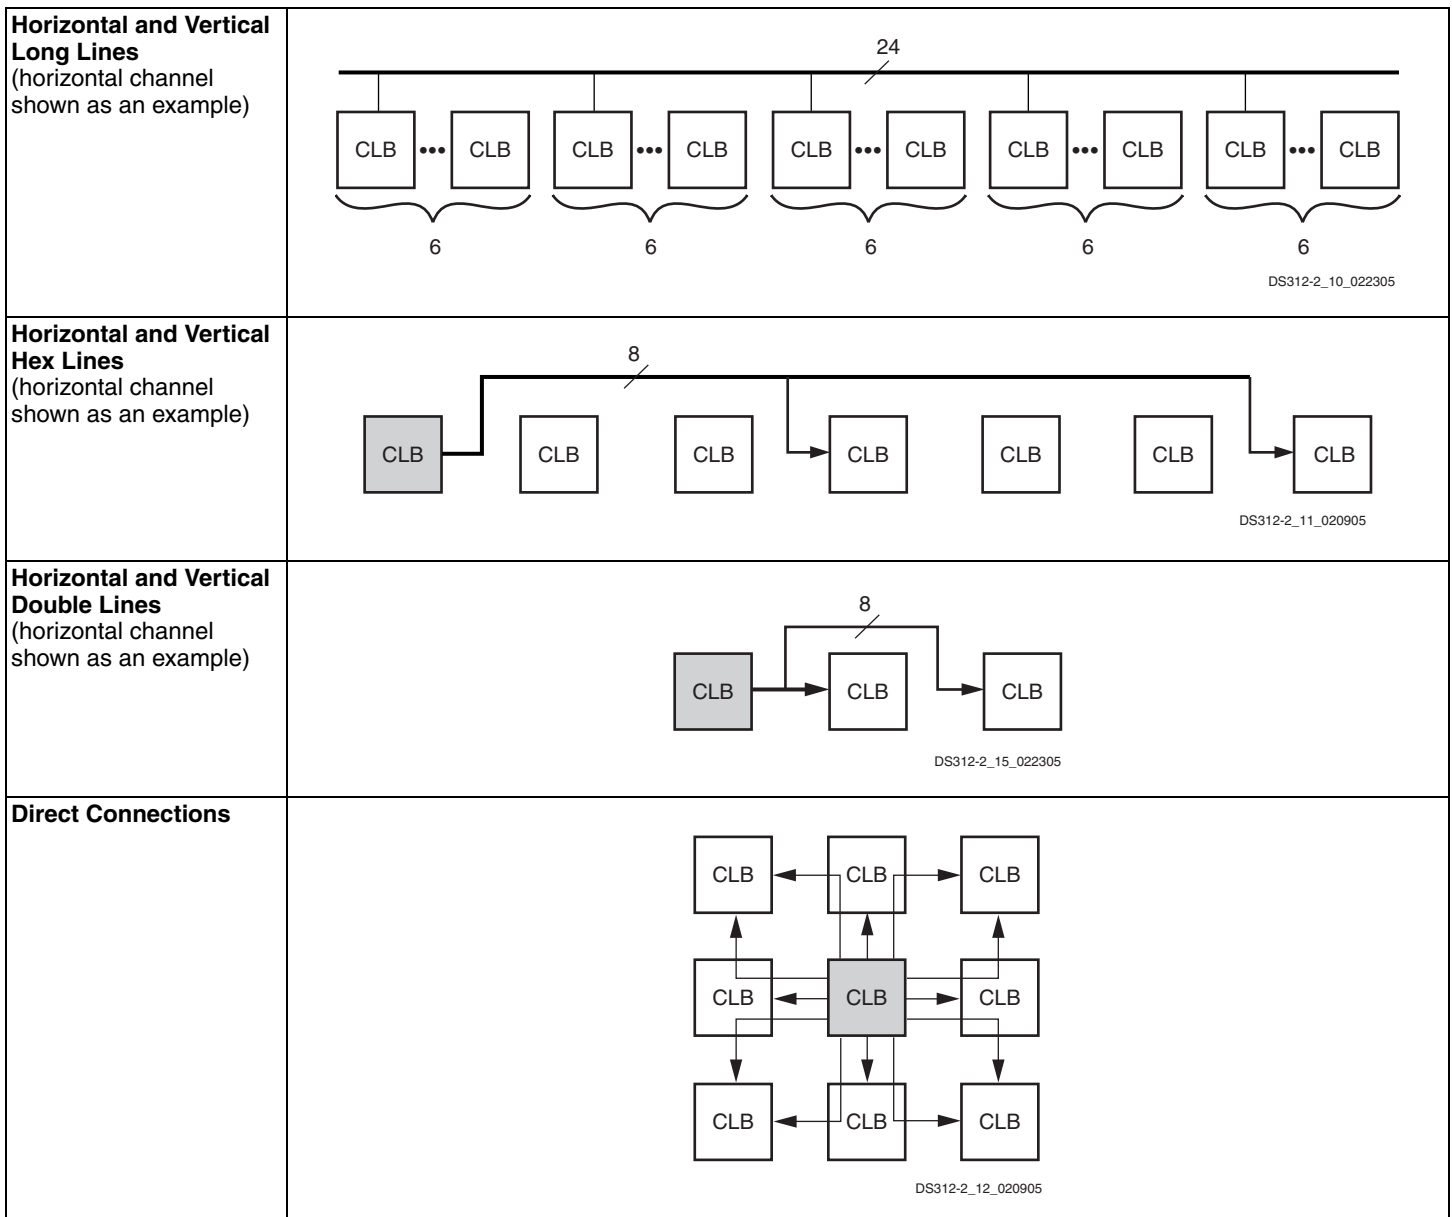 Horizontal and Vertical
Long Lines
(horizontal channel
shown as an example)
24
CLB ••• CLB CLB ••• CLB CLB ••• CLB CLB ••• CLB CLB ••• CLB
6 6 6 6 6
DS312-2_10_022305
Horizontal and Vertical
Hex Lines
(horizontal channel
shown as an example)
8
CLB CLB CLB CLB CLB CLB CLB
DS312-2_11_020905
Horizontal and Vertical
Double Lines
(horizontal channel
shown as an example)
8
CLB CLB CLB
DS312-2_15_022305
Direct Connections
CLB CLB CLB
CLB CLB CLB
CLB CLB CLB
DS312-2_12_020905